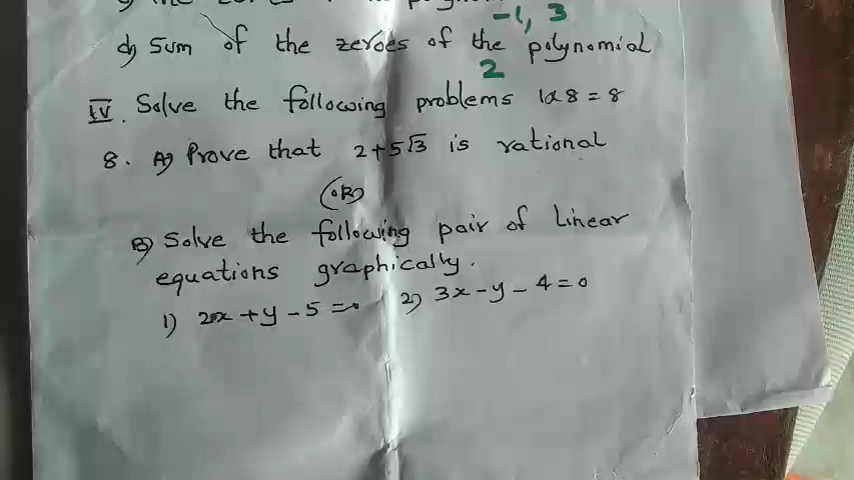 -1, 3
d) Sum of the zeroes of the polynomial
2
IV. Solve the following problems 1x8=8
8. A) Prove that 2+5√3 is rational
(OR)
B) Solve the following pair of Linear
equations graphically.
1) 2x+y-5=0 2) 3x-y-4=0